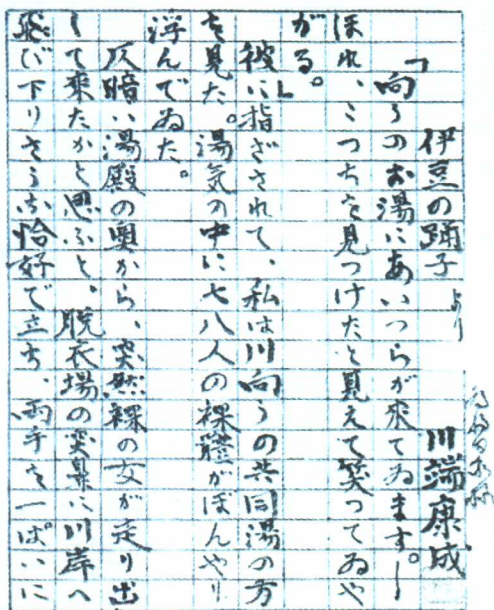 伊豆の踊子 より
川端康成
「向うのお湯にあいつらが来てゐます。―
ほれ、こつちを見つけたと見えて笑つてゐや
がる。」
彼に指ざされて、私は川向うの共同湯の方
を見た。湯気の中に七八人の裸體がぼんやり
浮んでゐた。
仄暗い湯殿の奥から、突然裸の女が走り出
して来たかと思ふと、脱衣場の突鼻に川岸へ
飛び下りさうな恰好で立ち、両手を一ぱいに